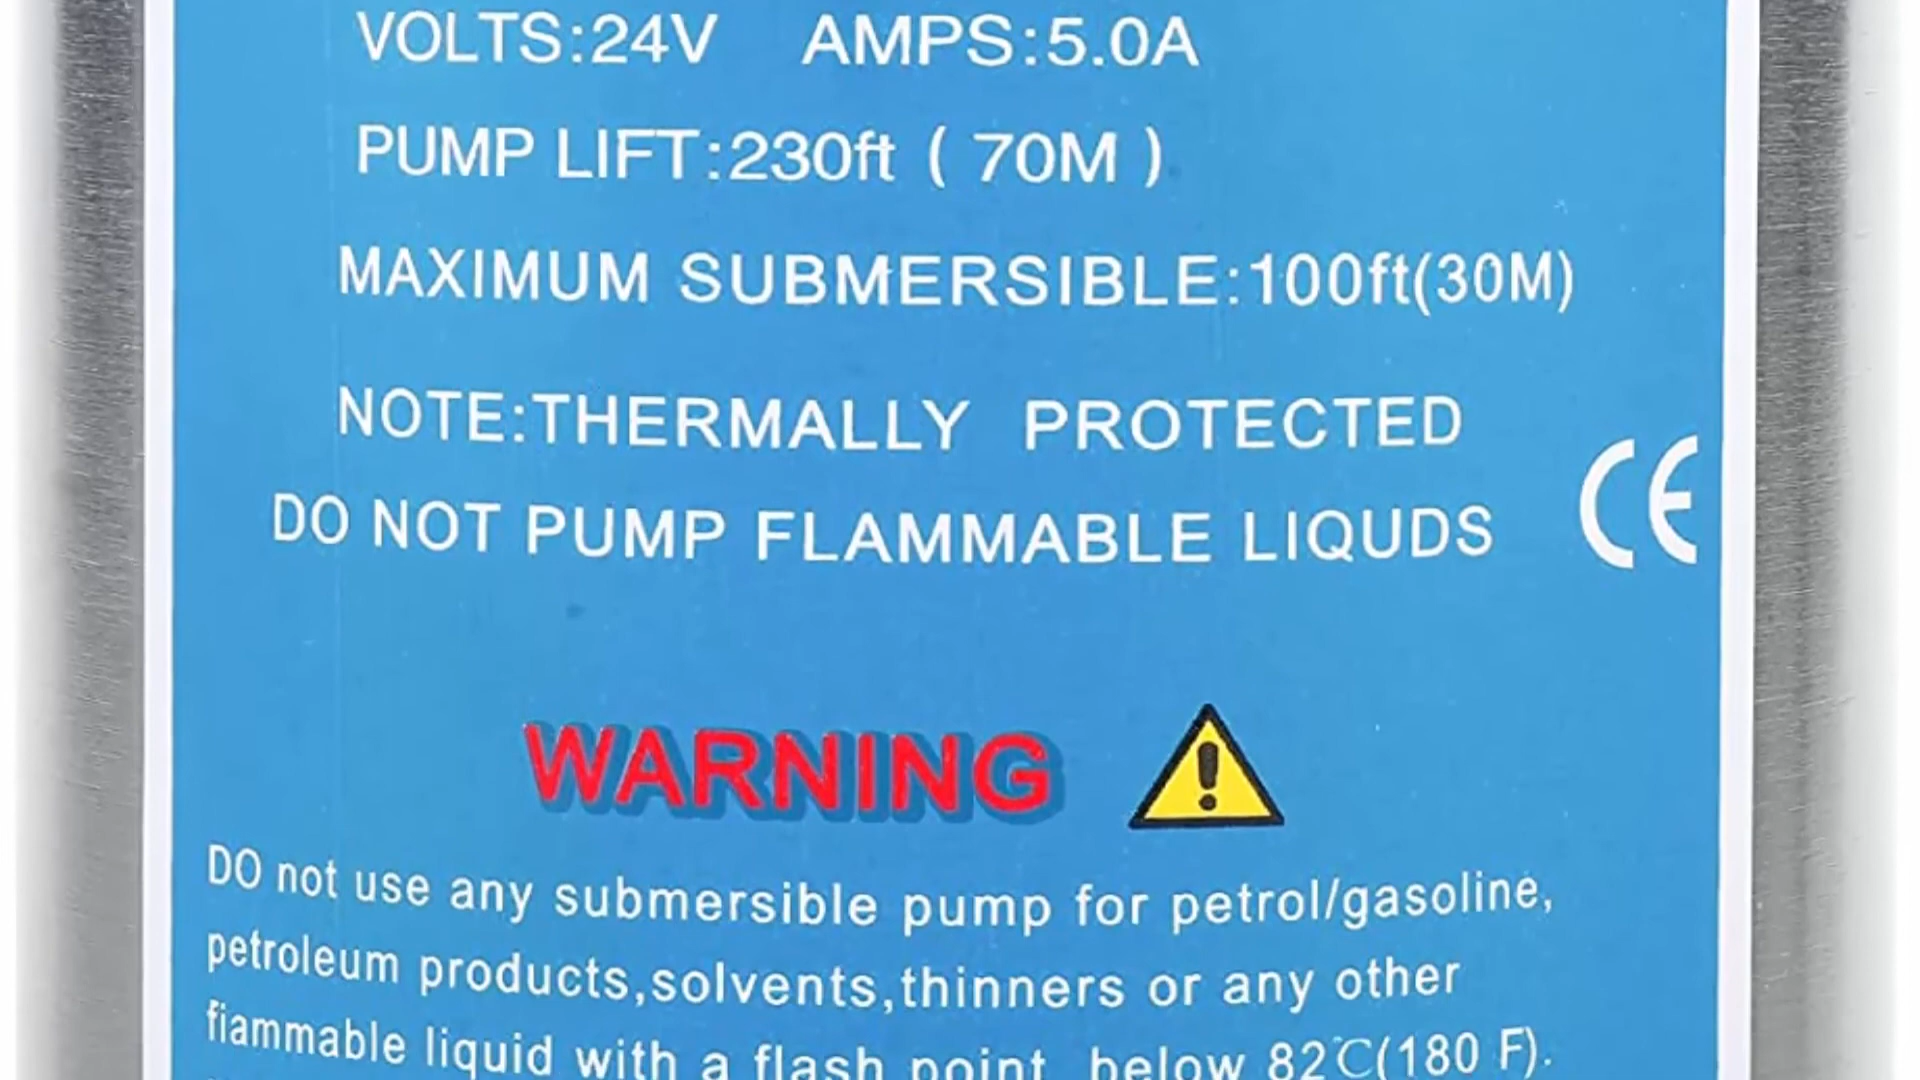 VOLTS:24V AMPS:5.0A
PUMP LIFT:230ft ( 70M )
MAXIMUM SUBMERSIBLE:100ft(30M)
NOTE:THERMALLY PROTECTED
DO NOT PUMP FLAMMABLE LIQUDS
CE
WARNING
DO not use any submersible pump for petrol/gasoline,
petroleum products,solvents,thinners or any other
fiammable liquid with a flash point below 82℃(180 F).